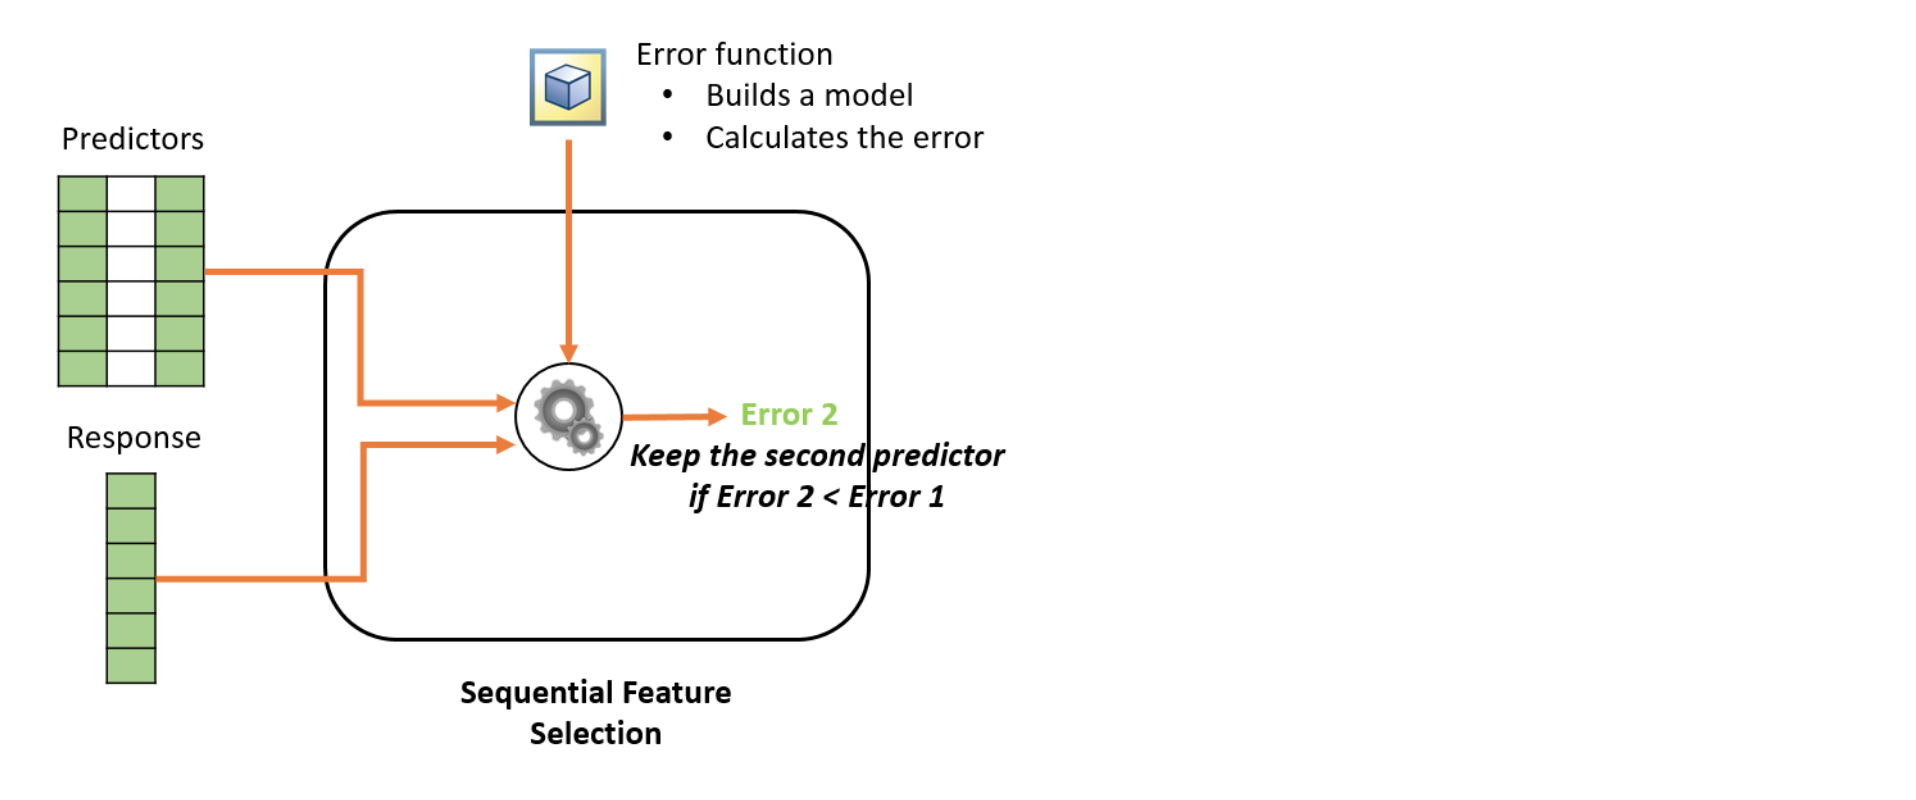 Error function
• Builds a model
• Calculates the error
Predictors
Response
Error 2
Keep the second predictor
if Error 2 < Error 1
Sequential Feature
Selection